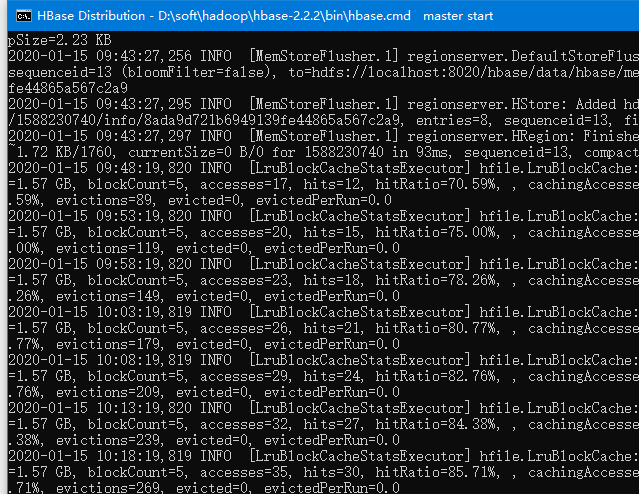 HBase Distribution - D:\soft\hadoop\hbase-2.2.2\bin\hbase.cmd   master start
pSize=2.23 KB
2020-01-15 09:43:27,256 INFO  [MemStoreFlusher.1] regionserver.DefaultStoreFlus
sequenceid=13 (bloomFilter=false), to=hdfs://localhost:8020/hbase/data/hbase/me
fe44865a567c2a9
2020-01-15 09:43:27,295 INFO  [MemStoreFlusher.1] regionserver.HStore: Added hd
/1588230740/info/8ada9d721b6949139fe44865a567c2a9, entries=8, sequenceid=13, fi
2020-01-15 09:43:27,297 INFO  [MemStoreFlusher.1] regionserver.HRegion: Finishe
~1.72 KB/1760, currentSize=0 B/0 for 1588230740 in 93ms, sequenceid=13, compact
2020-01-15 09:48:19,820 INFO  [LruBlockCacheStatsExecutor] hfile.LruBlockCache:
=1.57 GB, blockCount=5, accesses=17, hits=12, hitRatio=70.59%, , cachingAccesse
.59%, evictions=89, evicted=0, evictedPerRun=0.0
2020-01-15 09:53:19,820 INFO  [LruBlockCacheStatsExecutor] hfile.LruBlockCache:
=1.57 GB, blockCount=5, accesses=20, hits=15, hitRatio=75.00%, , cachingAccesse
.00%, evictions=119, evicted=0, evictedPerRun=0.0
2020-01-15 09:58:19,820 INFO  [LruBlockCacheStatsExecutor] hfile.LruBlockCache:
=1.57 GB, blockCount=5, accesses=23, hits=18, hitRatio=78.26%, , cachingAccesse
.26%, evictions=149, evicted=0, evictedPerRun=0.0
2020-01-15 10:03:19,819 INFO  [LruBlockCacheStatsExecutor] hfile.LruBlockCache:
=1.57 GB, blockCount=5, accesses=26, hits=21, hitRatio=80.77%, , cachingAccesse
.77%, evictions=179, evicted=0, evictedPerRun=0.0
2020-01-15 10:08:19,819 INFO  [LruBlockCacheStatsExecutor] hfile.LruBlockCache:
=1.57 GB, blockCount=5, accesses=29, hits=24, hitRatio=82.76%, , cachingAccesse
.76%, evictions=209, evicted=0, evictedPerRun=0.0
2020-01-15 10:13:19,820 INFO  [LruBlockCacheStatsExecutor] hfile.LruBlockCache:
=1.57 GB, blockCount=5, accesses=32, hits=27, hitRatio=84.38%, , cachingAccesse
.38%, evictions=239, evicted=0, evictedPerRun=0.0
2020-01-15 10:18:19,819 INFO  [LruBlockCacheStatsExecutor] hfile.LruBlockCache:
=1.57 GB, blockCount=5, accesses=35, hits=30, hitRatio=85.71%, , cachingAccesse
.71%, evictions=269, evicted=0, evictedPerRun=0.0